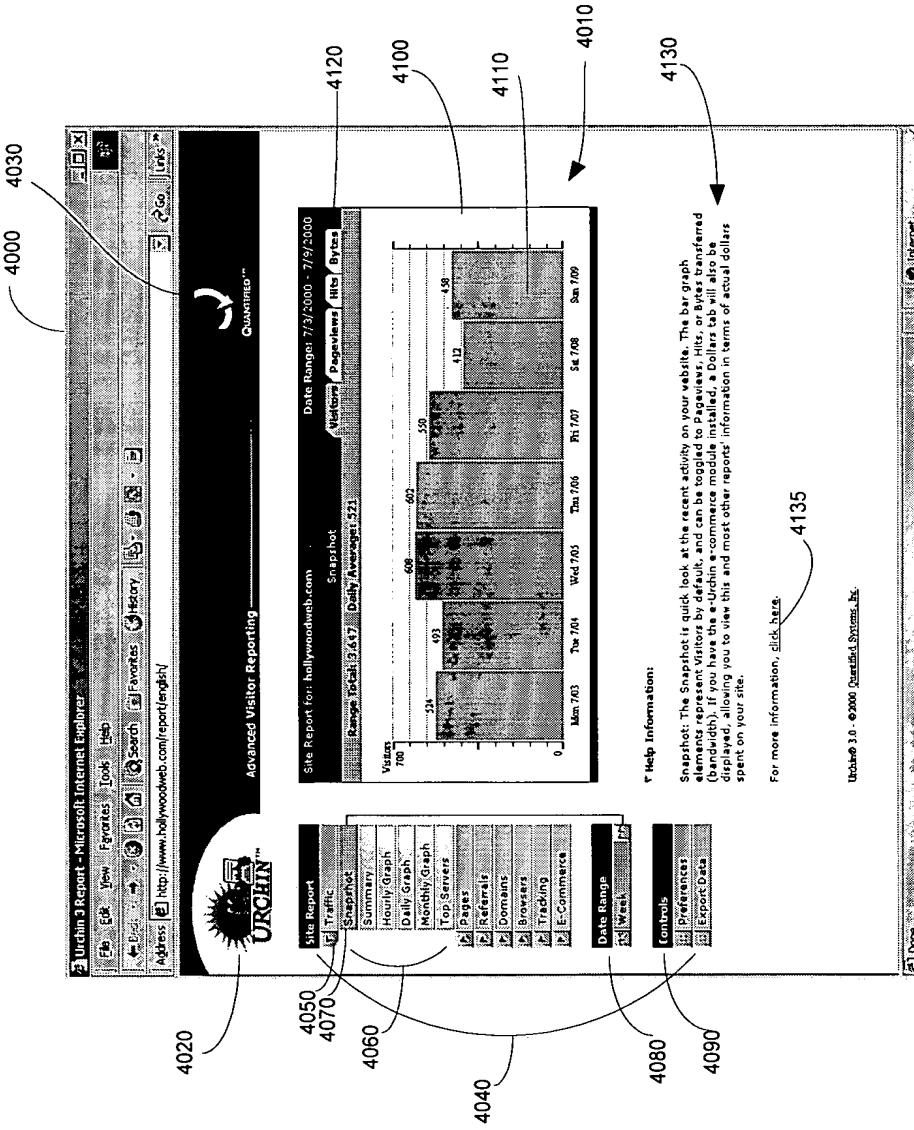 4000
4030
Urchin 3 Report - Microsoft Internet Explorer
File Edit View Favorites Tools Help
Search Favorites History
Address http://www.hollywoodweb.com/report/english/ Go Links »
4020
URCHIN™
Advanced Visitor Reporting
QUANTIFIED™
4050
4070
4060
4040
4080
4090
Site Report
Traffic
Snapshot
Summary
Hourly Graph
Daily Graph
Monthly Graph
Top Servers
Pages
Referrals
Domains
Browsers
Tracking
E-Commerce
Date Range
Week
Controls
Preferences
Export Data
Site Report for: hollywoodweb.com Date Range: 7/3/2000 - 7/9/2000
Snapshot
Visitors Pageviews Hits Bytes
4120
Range Total: 3,647 Daily Average: 521
4100
Visitors
700
0
524
493
608
602
550
412
458
4110
Mon 7/03 Tue 7/04 Wed 7/05 Thu 7/06 Fri 7/07 Sat 7/08 Sun 7/09
4010
Help Information:
4130
Snapshot: The Snapshot is quick look at the recent activity on your website. The bar graph
elements represent Visitors by default, and can be toggled to Pageviews, Hits, or Bytes transferred
(bandwidth). If you have the e-Urchin e-commerce module installed, a Dollars tab will also be
displayed, allowing you to view this and most other reports' information in terms of actual dollars
spent on your site.
For more information, click here.
4135
Urchin® 3.0 - ©2000 Quantified Systems, Inc.
Done Internet